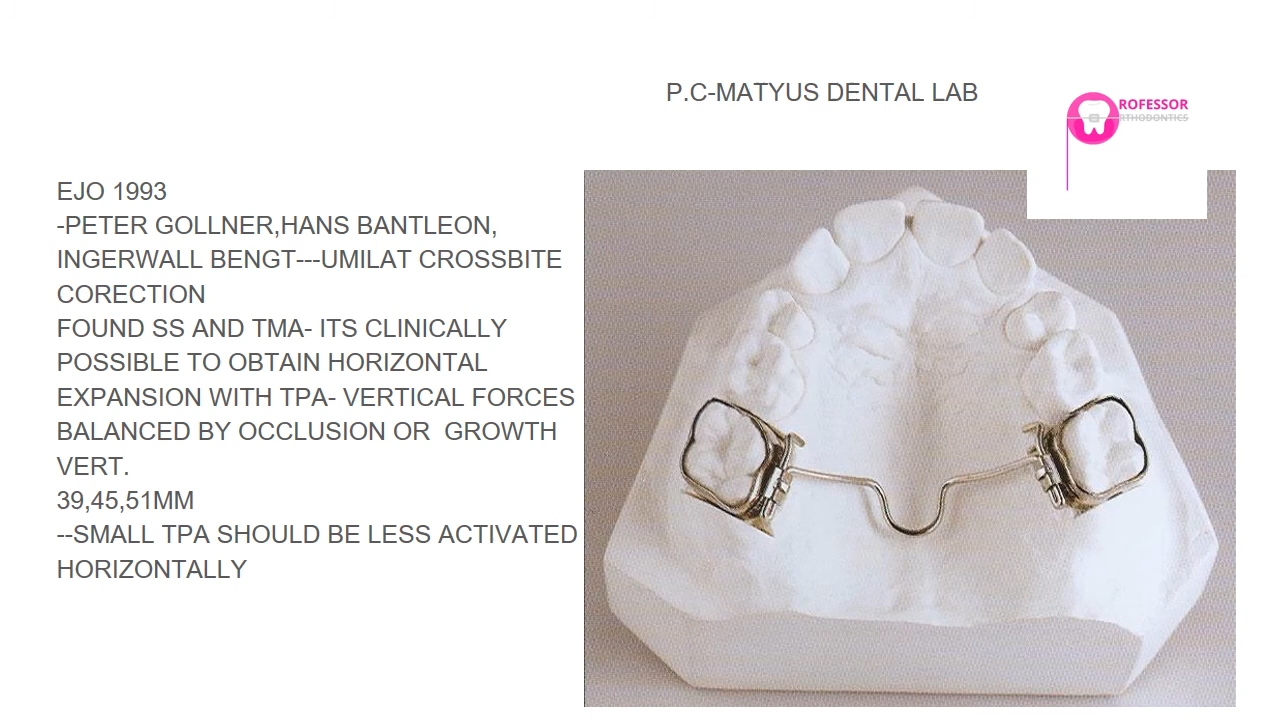 P.C-MATYUS DENTAL LAB
ROFESSOR
RTHODONTICS
EJO 1993
-PETER GOLLNER,HANS BANTLEON,
INGERWALL BENGT---UMILAT CROSSBITE
CORECTION
FOUND SS AND TMA- ITS CLINICALLY
POSSIBLE TO OBTAIN HORIZONTAL
EXPANSION WITH TPA- VERTICAL FORCES
BALANCED BY OCCLUSION OR  GROWTH
VERT.
39,45,51MM
--SMALL TPA SHOULD BE LESS ACTIVATED
HORIZONTALLY